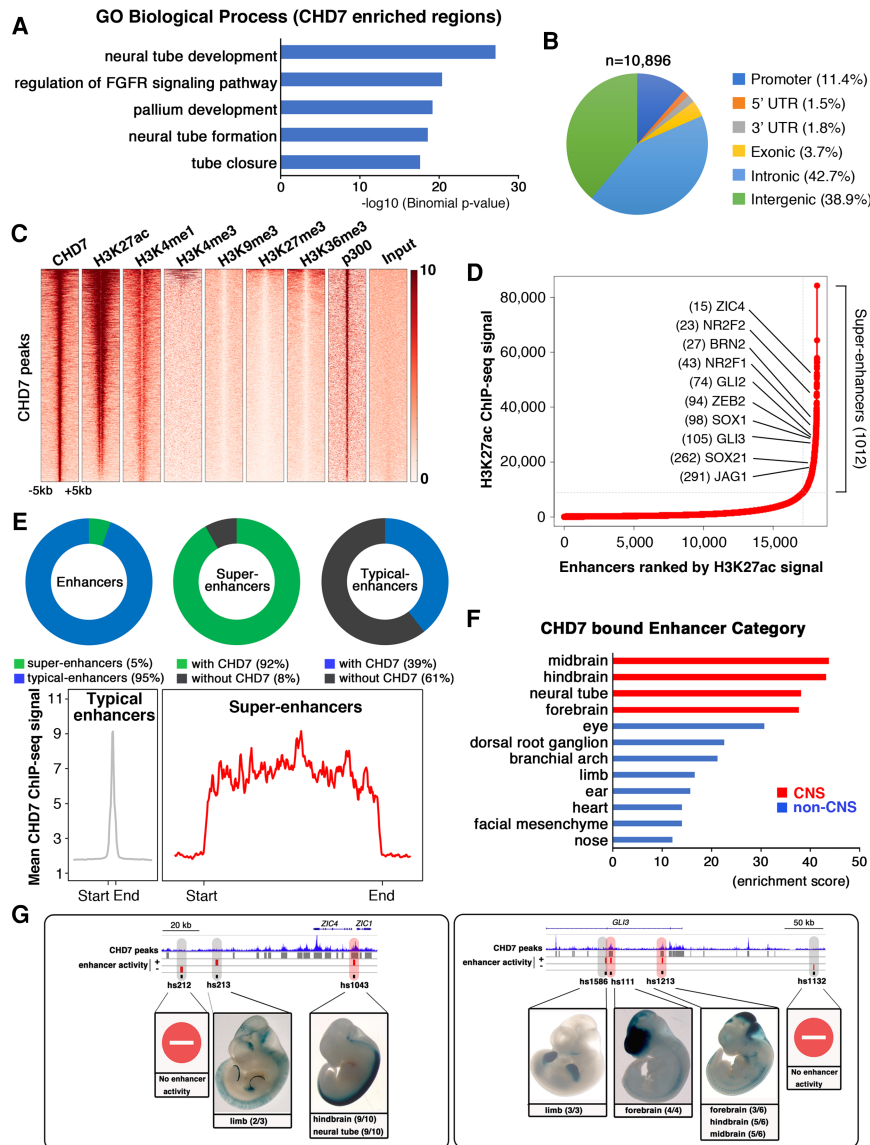 A
GO Biological Process (CHD7 enriched regions)
neural tube development
regulation of FGFR signaling pathway
pallium development
neural tube formation
tube closure
0 10 20 30
-log10 (Binomial p-value)
B
n=10,896
Promoter (11.4%)
5' UTR (1.5%)
3' UTR (1.8%)
Exonic (3.7%)
Intronic (42.7%)
Intergenic (38.9%)
C
CHD7 H3K27ac H3K4me1 H3K4me3 H3K9me3 H3K27me3 H3K36me3 p300 Input
CHD7 peaks
10
0
-5kb +5kb
D
H3K27ac ChIP-seq signal
80,000
60,000
40,000
20,000
0
(15) ZIC4
(23) NR2F2
(27) BRN2
(43) NR2F1
(74) GLI2
(94) ZEB2
(98) SOX1
(105) GLI3
(262) SOX21
(291) JAG1
Super-enhancers (1012)
0 5,000 10,000 15,000
Enhancers ranked by H3K27ac signal
E
Enhancers
super-enhancers (5%)
typical-enhancers (95%)
Super-
enhancers
with CHD7 (92%)
without CHD7 (8%)
Typical-
enhancers
with CHD7 (39%)
without CHD7 (61%)
Mean CHD7 ChIP-seq signal
11
9
7
5
3
1
Typical
enhancers
Start End
Super-enhancers
Start End
F
CHD7 bound Enhancer Category
midbrain
hindbrain
neural tube
forebrain
eye
dorsal root ganglion
branchial arch
limb
ear
heart
facial mesenchyme
nose
CNS
non-CNS
0 10 20 30 40 50
(enrichment score)
G
20 kb
ZIC4 ZIC1
CHD7 peaks
enhancer activity + -
hs212 hs213 hs1043
No enhancer
activity
limb (2/3)
hindbrain (9/10)
neural tube (9/10)
GLI3
50 kb
CHD7 peaks
enhancer activity + -
hs1586 hs111 hs1213 hs1132
limb (3/3)
forebrain (4/4)
forebrain (3/6)
hindbrain (5/6)
midbrain (5/6)
No enhancer
activity